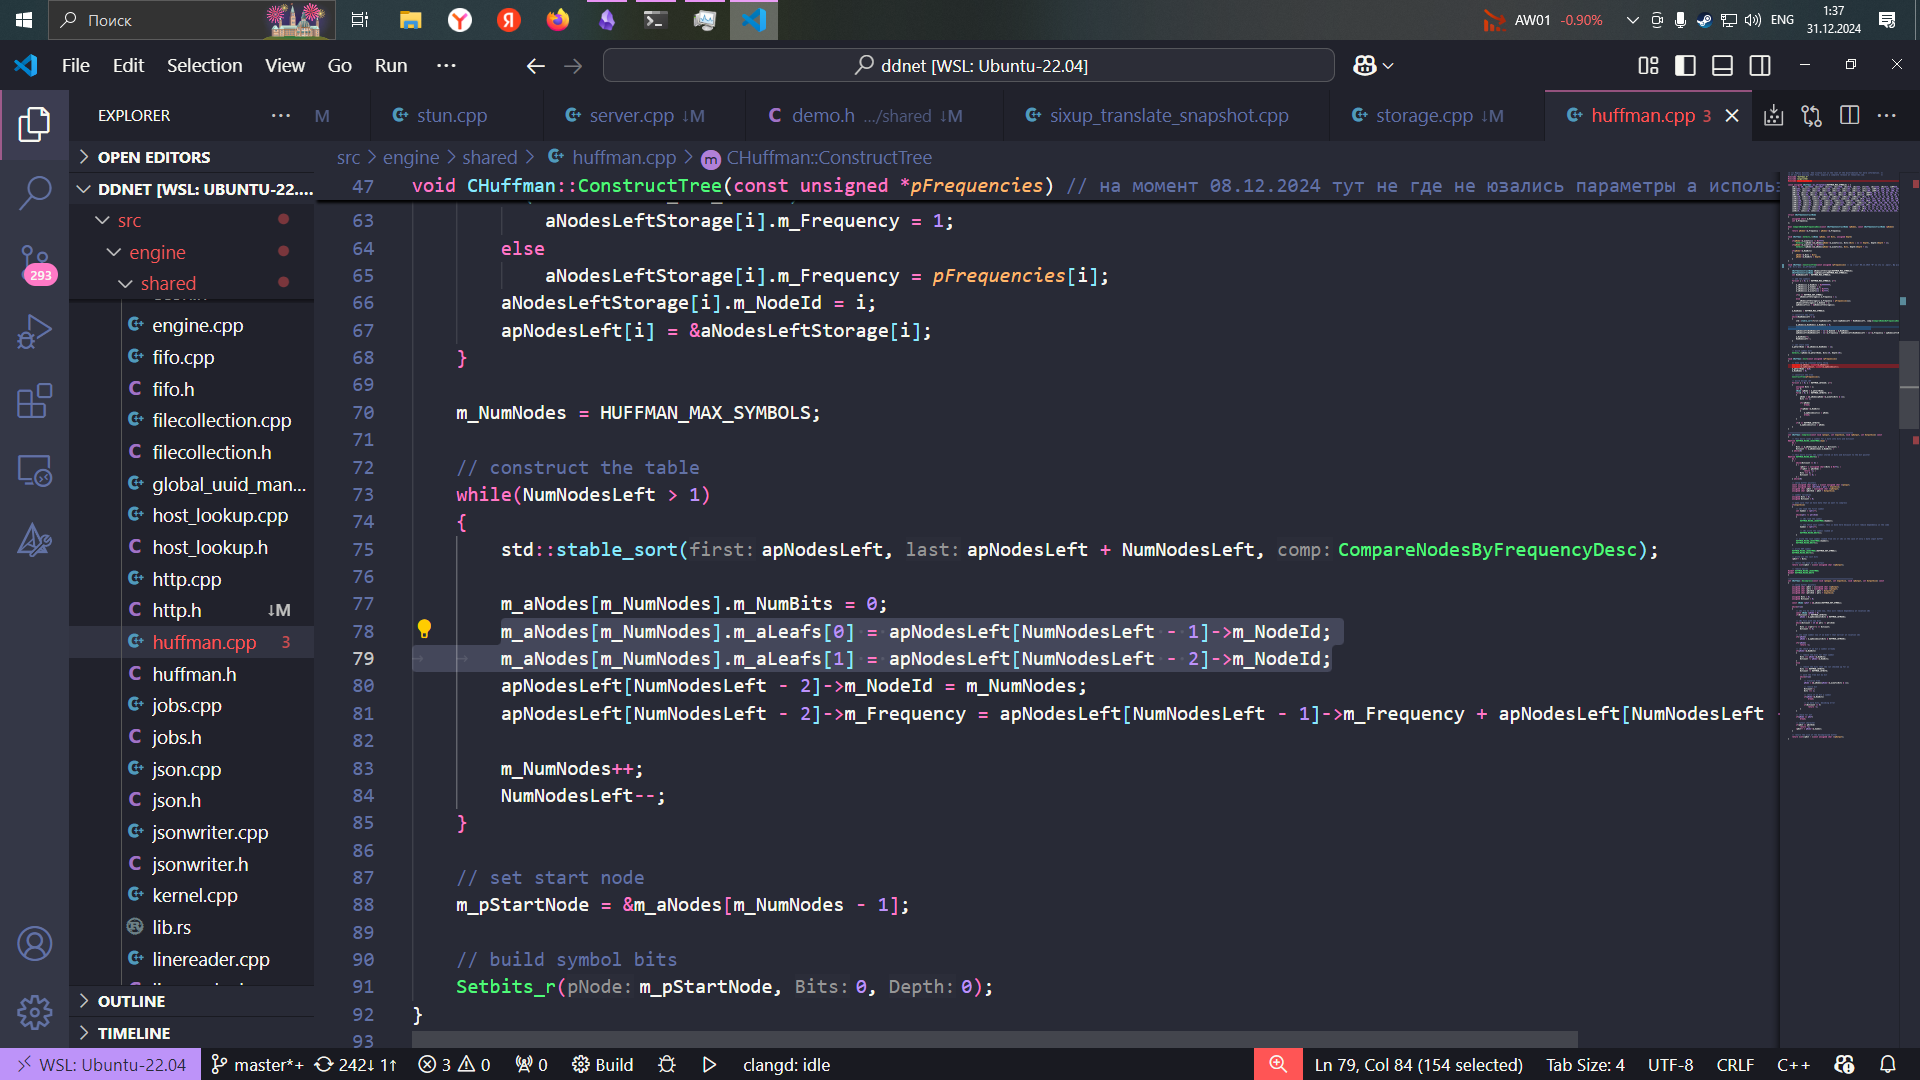 Поиск
AW01 -0.90%
ENG
1:37
31.12.2024
File Edit Selection View Go Run ···
ddnet [WSL: Ubuntu-22.04]
EXPLORER ···
M
stun.cpp
server.cpp ↓M
demo.h .../shared ↓M
sixup_translate_snapshot.cpp
storage.cpp ↓M
huffman.cpp 3
src > engine > shared > huffman.cpp > CHuffman::ConstructTree
OPEN EDITORS
DDNET [WSL: UBUNTU-22....
src
engine
shared
engine.cpp
fifo.cpp
fifo.h
filecollection.cpp
filecollection.h
global_uuid_man...
host_lookup.cpp
host_lookup.h
http.cpp
http.h ↓M
huffman.cpp 3
huffman.h
jobs.cpp
jobs.h
json.cpp
json.h
jsonwriter.cpp
jsonwriter.h
kernel.cpp
lib.rs
linereader.cpp
OUTLINE
TIMELINE
293
47 void CHuffman::ConstructTree(const unsigned *pFrequencies) // на момент 08.12.2024 тут не где не юзались параметры а исполь
63 aNodesLeftStorage[i].m_Frequency = 1;
64 else
65 aNodesLeftStorage[i].m_Frequency = pFrequencies[i];
66 aNodesLeftStorage[i].m_NodeId = i;
67 apNodesLeft[i] = &aNodesLeftStorage[i];
68 }
69
70 m_NumNodes = HUFFMAN_MAX_SYMBOLS;
71
72 // construct the table
73 while(NumNodesLeft > 1)
74 {
75 std::stable_sort(first: apNodesLeft, last: apNodesLeft + NumNodesLeft, comp: CompareNodesByFrequencyDesc);
76
77 m_aNodes[m_NumNodes].m_NumBits = 0;
78 m_aNodes[m_NumNodes].m_aLeafs[0] = apNodesLeft[NumNodesLeft - 1]->m_NodeId;
79 m_aNodes[m_NumNodes].m_aLeafs[1] = apNodesLeft[NumNodesLeft - 2]->m_NodeId;
80 apNodesLeft[NumNodesLeft - 2]->m_NodeId = m_NumNodes;
81 apNodesLeft[NumNodesLeft - 2]->m_Frequency = apNodesLeft[NumNodesLeft - 1]->m_Frequency + apNodesLeft[NumNodesLeft -
82
83 m_NumNodes++;
84 NumNodesLeft--;
85 }
86
87 // set start node
88 m_pStartNode = &m_aNodes[m_NumNodes - 1];
89
90 // build symbol bits
91 Setbits_r(pNode: m_pStartNode, Bits: 0, Depth: 0);
92 }
93
WSL: Ubuntu-22.04 master*+ 242↓ 1↑ 3 0 0 Build clangd: idle
Ln 79, Col 84 (154 selected) Tab Size: 4 UTF-8 CRLF C++